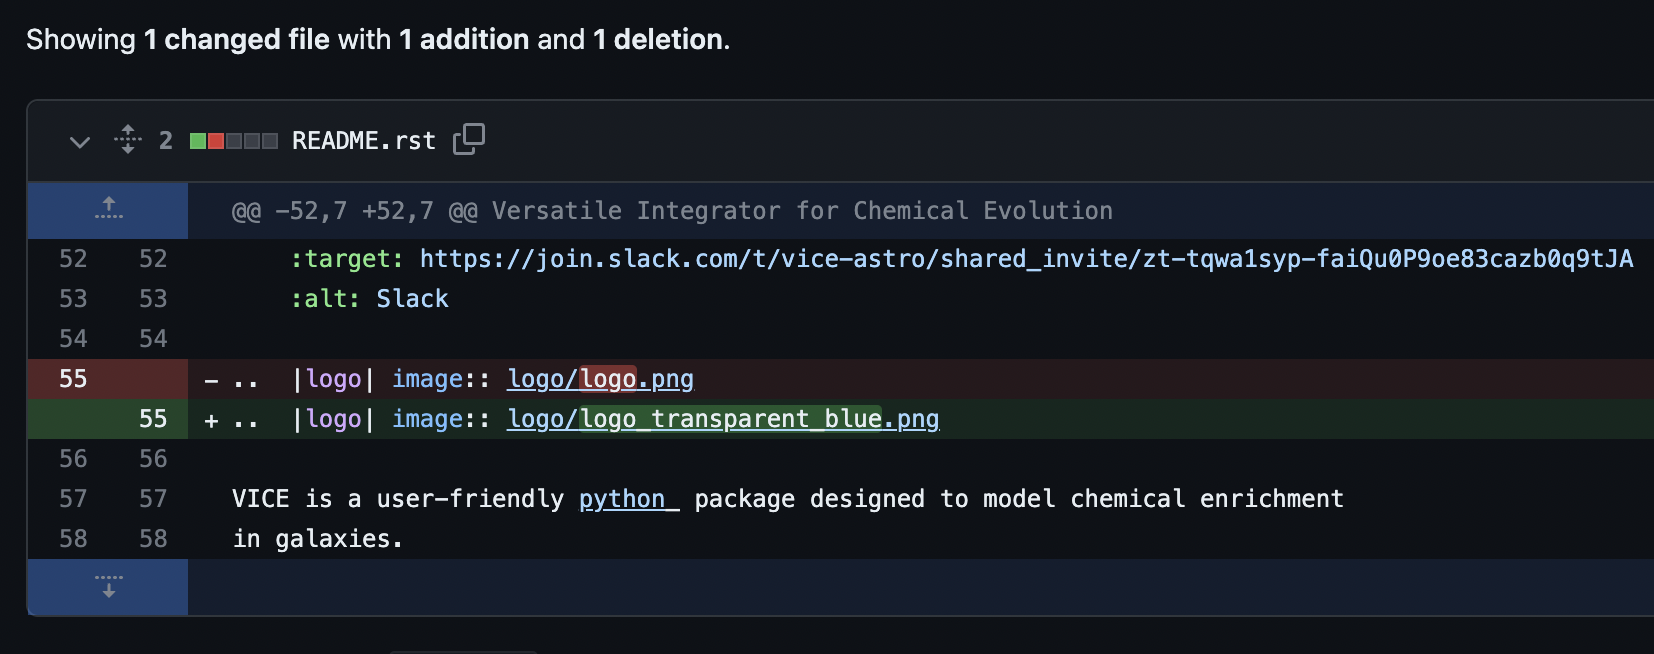 Showing 1 changed file with 1 addition and 1 deletion.
2 README.rst
@@ -52,7 +52,7 @@ Versatile Integrator for Chemical Evolution
52 52 :target: https://join.slack.com/t/vice-astro/shared_invite/zt-tqwa1syp-faiQu0P9oe83cazb0q9tJA
53 53 :alt: Slack
54 54
55 - .. |logo| image:: logo/logo.png
55 + .. |logo| image:: logo/logo_transparent_blue.png
56 56
57 57 VICE is a user-friendly python_ package designed to model chemical enrichment
58 58 in galaxies.